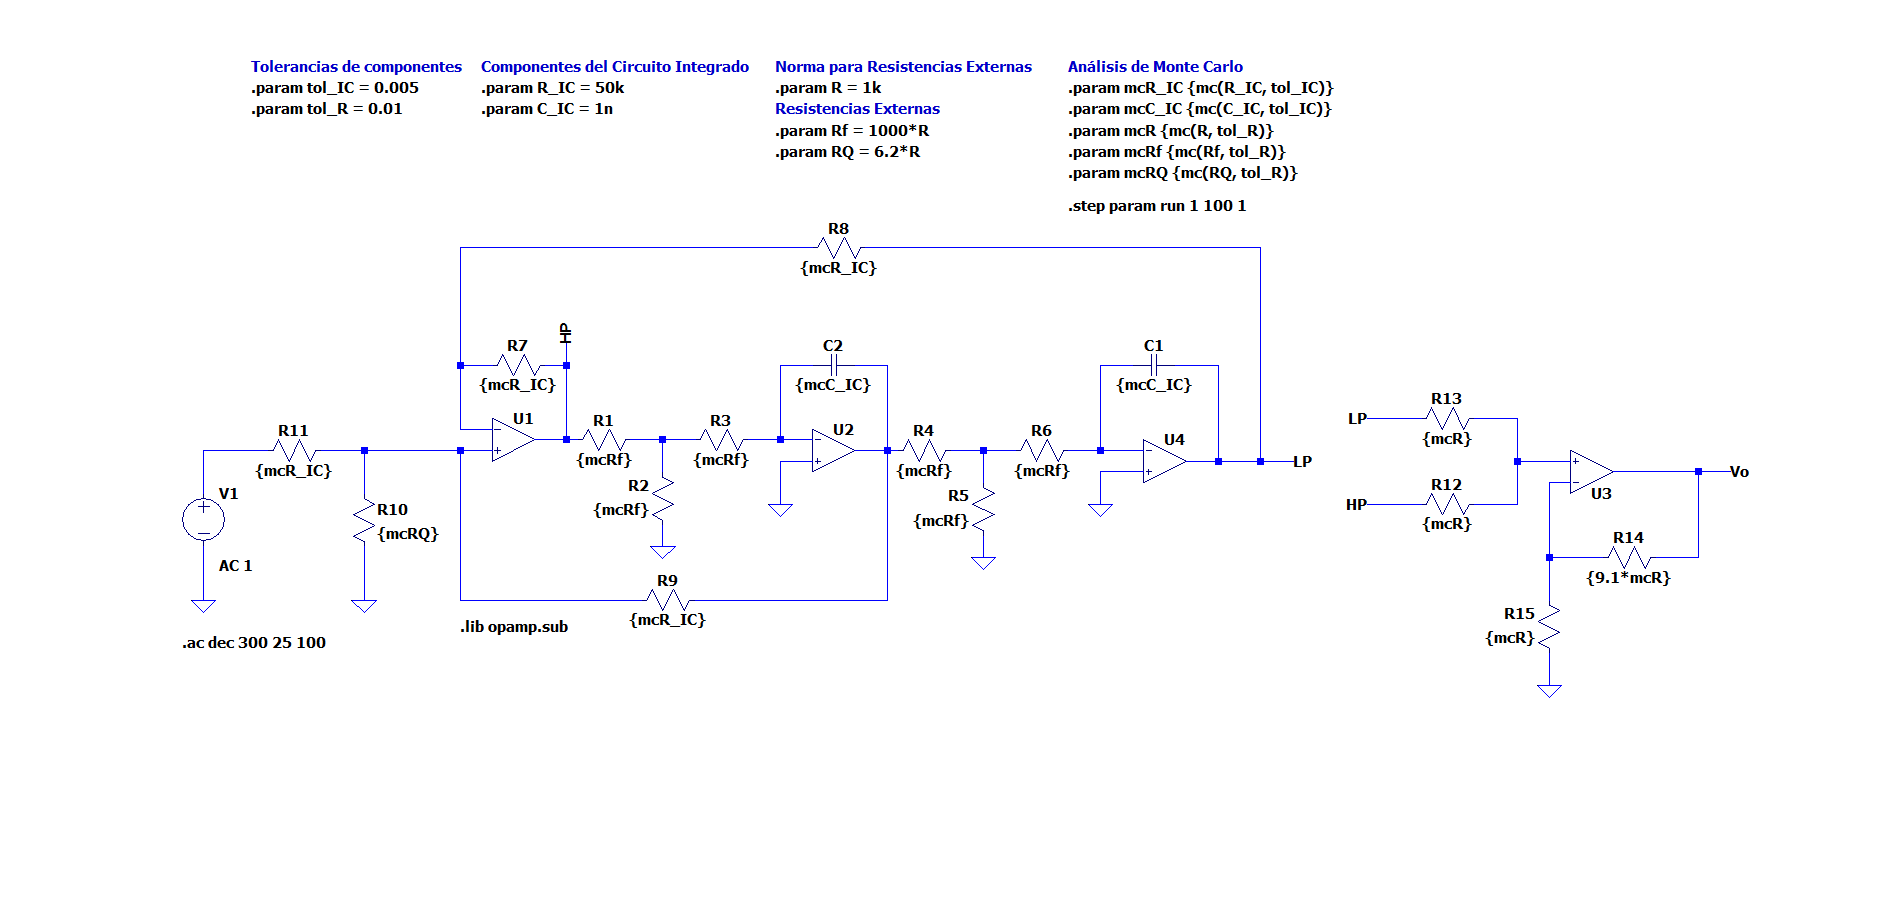 Tolerancias de componentes
.param tol_IC = 0.005
.param tol_R = 0.01
Componentes del Circuito Integrado
.param R_IC = 50k
.param C_IC = 1n
Norma para Resistencias Externas
.param R = 1k
Resistencias Externas
.param Rf = 1000*R
.param RQ = 6.2*R
Análisis de Monte Carlo
.param mcR_IC {mc(R_IC, tol_IC)}
.param mcC_IC {mc(C_IC, tol_IC)}
.param mcR {mc(R, tol_R)}
.param mcRf {mc(Rf, tol_R)}
.param mcRQ {mc(RQ, tol_R)}
.step param run 1 100 1
R8
{mcR_IC}
HP
R7
{mcR_IC}
C2
{mcC_IC}
C1
{mcC_IC}
R11
{mcR_IC}
U1
R1
{mcRf}
R3
{mcRf}
U2
R4
{mcRf}
R6
{mcRf}
U4
LP
V1
AC 1
R10
{mcRQ}
R2
{mcRf}
R5
{mcRf}
R9
{mcR_IC}
.lib opamp.sub
.ac dec 300 25 100
LP
R13
{mcR}
HP
R12
{mcR}
U3
Vo
R14
{9.1*mcR}
R15
{mcR}